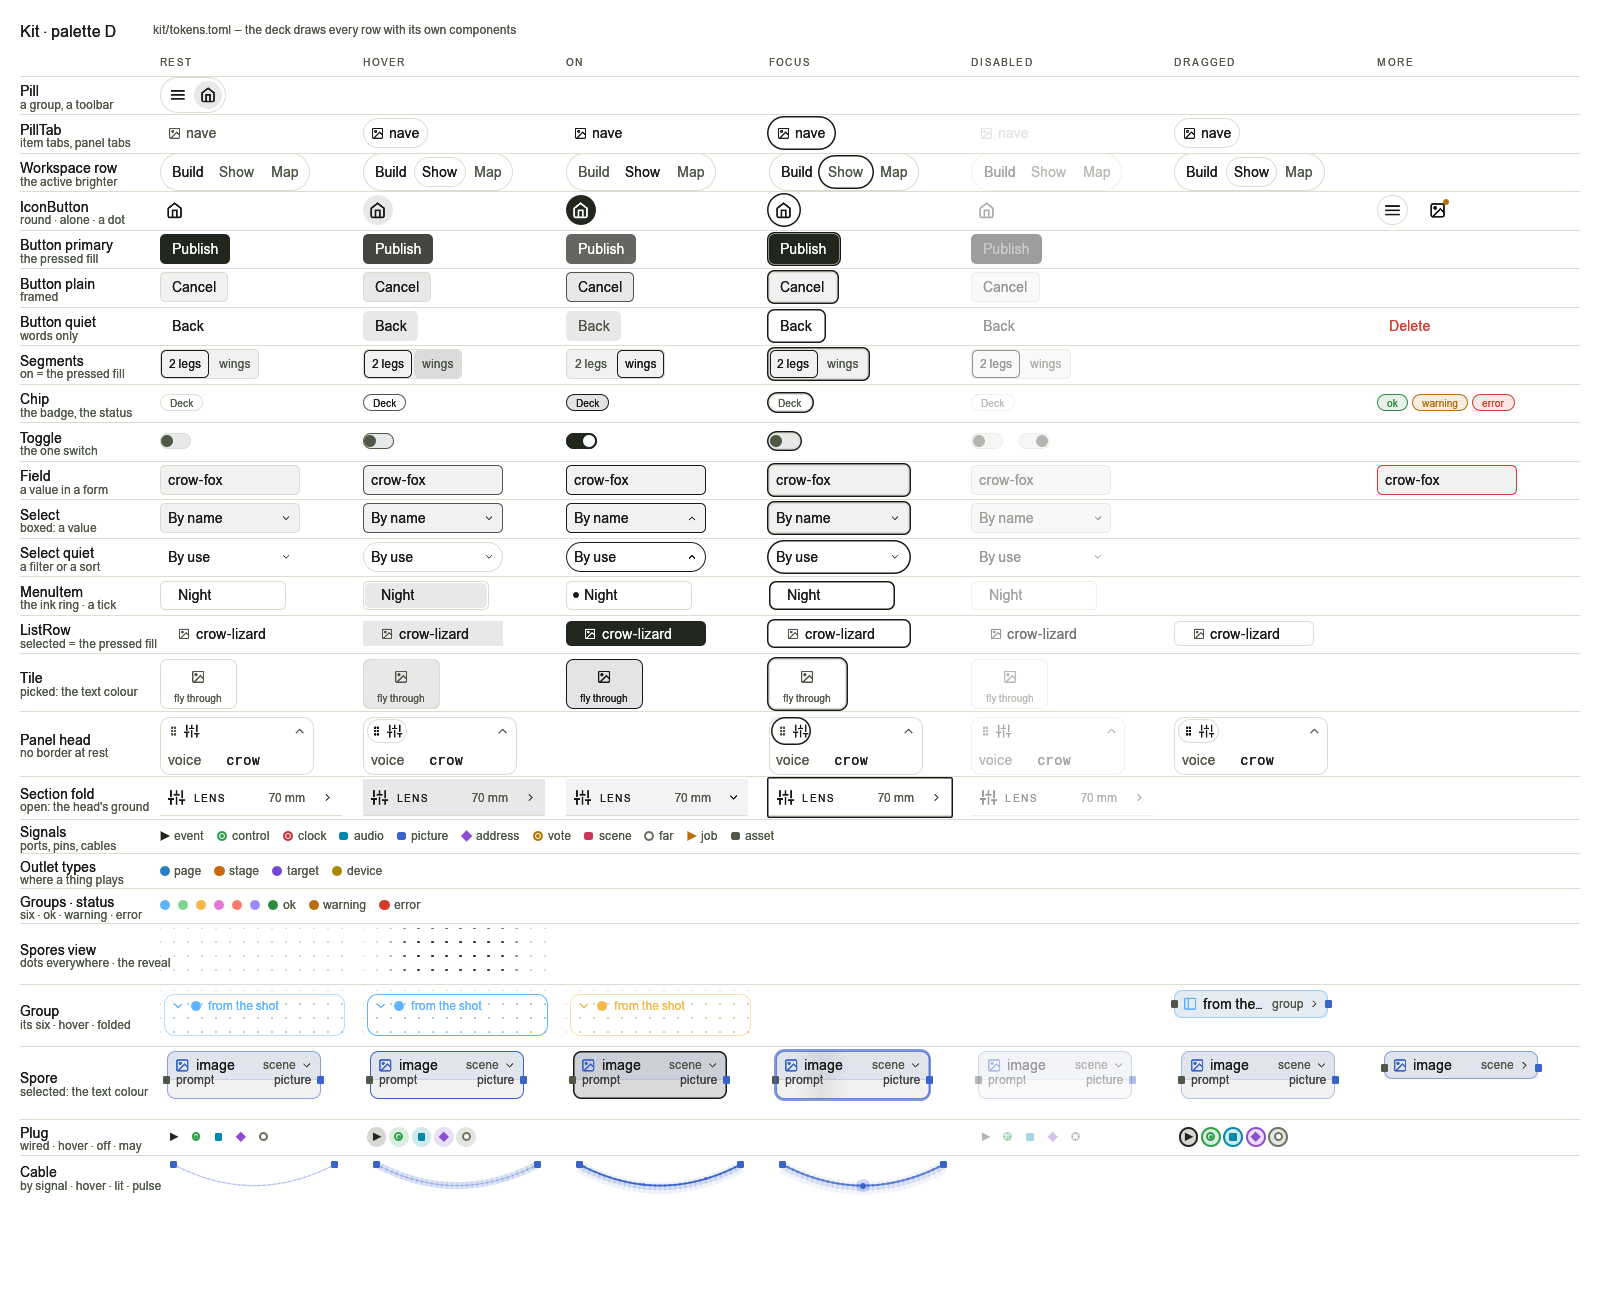 Kit · palette D
kit/tokens.toml – the deck draws every row with its own components
REST HOVER ON FOCUS DISABLED DRAGGED MORE
Pill
a group, a toolbar
PillTab
item tabs, panel tabs
nave nave nave nave nave nave
Workspace row
the active brighter
Build Show Map Build Show Map Build Show Map Build Show Map Build Show Map Build Show Map
IconButton
round · alone · a dot
Button primary
the pressed fill
Publish Publish Publish Publish Publish
Button plain
framed
Cancel Cancel Cancel Cancel Cancel
Button quiet
words only
Back Back Back Back Back Delete
Segments
on = the pressed fill
2 legs wings 2 legs wings 2 legs wings 2 legs wings 2 legs wings
Chip
the badge, the status
Deck Deck Deck Deck Deck ok warning error
Toggle
the one switch
Field
a value in a form
crow-fox crow-fox crow-fox crow-fox crow-fox crow-fox
Select
boxed: a value
By name By name By name By name By name
Select quiet
a filter or a sort
By use By use By use By use By use
MenuItem
the ink ring · a tick
Night Night Night Night Night
ListRow
selected = the pressed fill
crow-lizard crow-lizard crow-lizard crow-lizard crow-lizard crow-lizard
Tile
picked: the text colour
fly through fly through fly through fly through fly through
Panel head
no border at rest
voice crow voice crow voice crow voice crow voice crow
Section fold
open: the head's ground
LENS 70 mm LENS 70 mm LENS 70 mm LENS 70 mm LENS 70 mm
Signals
ports, pins, cables
event control clock audio picture address vote scene far job asset
Outlet types
where a thing plays
page stage target device
Groups · status
six · ok · warning · error
ok warning error
Spores view
dots everywhere · the reveal
Group
its six · hover · folded
from the shot from the shot from the shot from the... group
Spore
selected: the text colour
image scene image scene image scene image scene image scene image scene image scene
prompt picture prompt picture prompt picture prompt picture prompt picture prompt picture
Plug
wired · hover · off · may
Cable
by signal · hover · lit · pulse